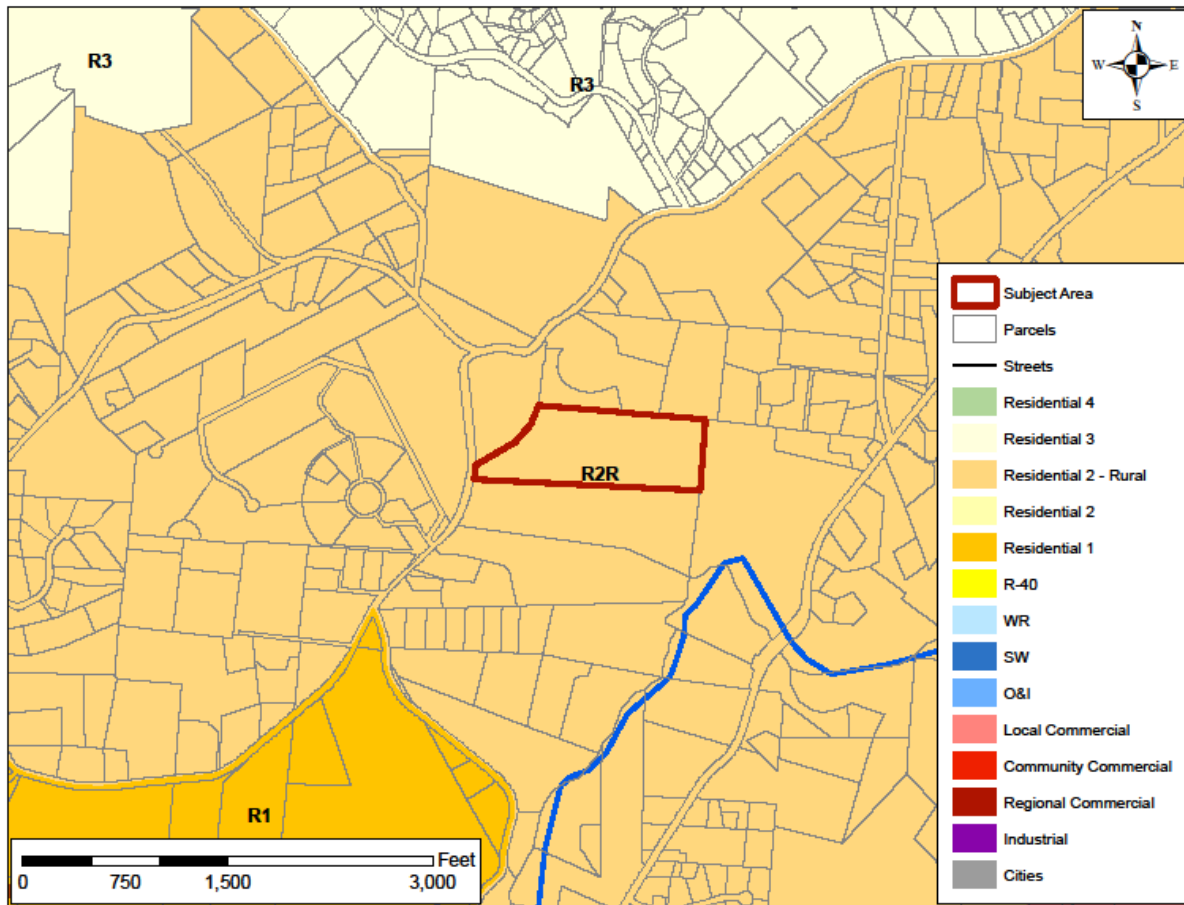 R3
R3
N
W
E
S
R2R
R1
Subject Area
Parcels
Streets
Residential 4
Residential 3
Residential 2 - Rural
Residential 2
Residential 1
R-40
WR
SW
O&I
Local Commercial
Community Commercial
Regional Commercial
Industrial
Cities
Feet
0 750 1,500 3,000